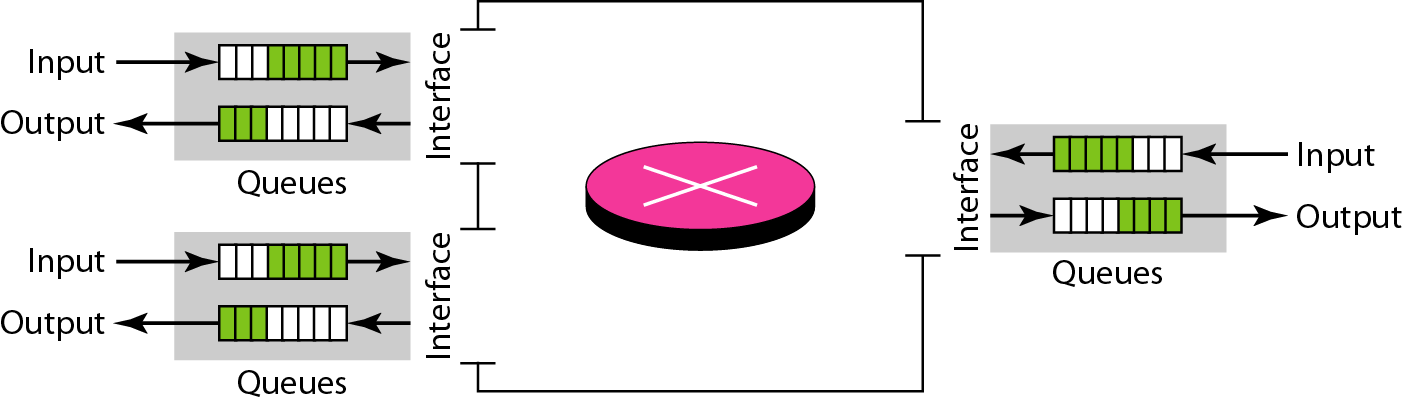 Input
Output
Queues
Interface
Input
Output
Queues
Interface
Interface
Input
Output
Queues